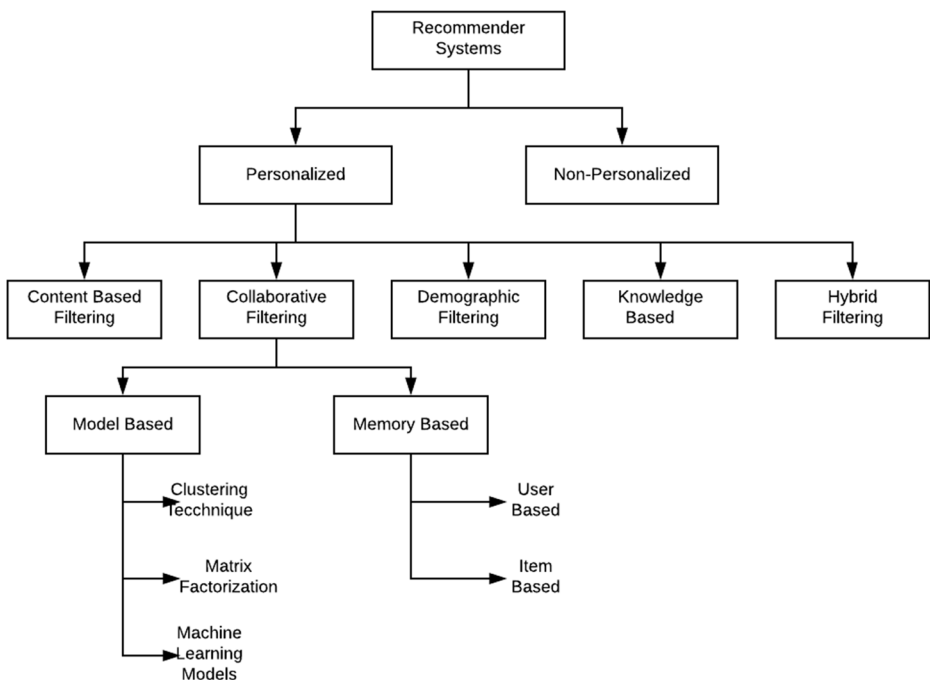 Recommender
Systems
Personalized
Non-Personalized
Content Based
Filtering
Collaborative
Filtering
Demographic
Filtering
Knowledge
Based
Hybrid
Filtering
Model Based
Memory Based
Clustering
Tecchnique
User
Based
Matrix
Factorization
Item
Based
Machine
Learning
Models